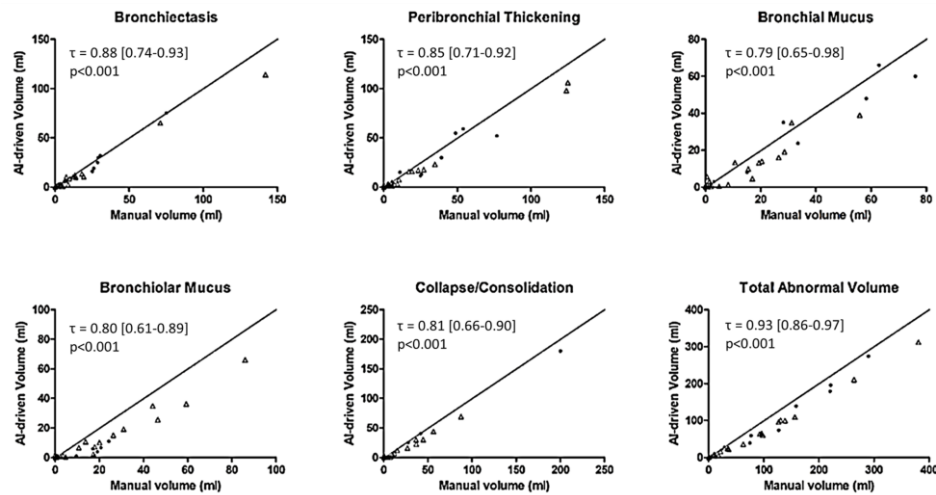 Bronchiectasis
τ = 0.88 [0.74-0.93]
p<0.001
AI-driven Volume (ml)
150
100
50
0
0 50 100 150
Manual volume (ml)
Peribronchial Thickening
τ = 0.85 [0.71-0.92]
p<0.001
AI-driven Volume (ml)
150
100
50
0
0 50 100 150
Manual volume (ml)
Bronchial Mucus
τ = 0.79 [0.65-0.98]
p<0.001
AI-driven Volume (ml)
80
60
40
20
0
0 20 40 60 80
Manual volume (ml)
Bronchiolar Mucus
τ = 0.80 [0.61-0.89]
p<0.001
AI-driven Volume (ml)
100
80
60
40
20
0
0 20 40 60 80 100
Manual volume (ml)
Collapse/Consolidation
τ = 0.81 [0.66-0.90]
p<0.001
AI-driven Volume (ml)
250
200
150
100
50
0
0 50 100 150 200 250
Manual volume (ml)
Total Abnormal Volume
τ = 0.93 [0.86-0.97]
p<0.001
AI-driven Volume (ml)
400
300
200
100
0
0 100 200 300 400
Manual volume (ml)